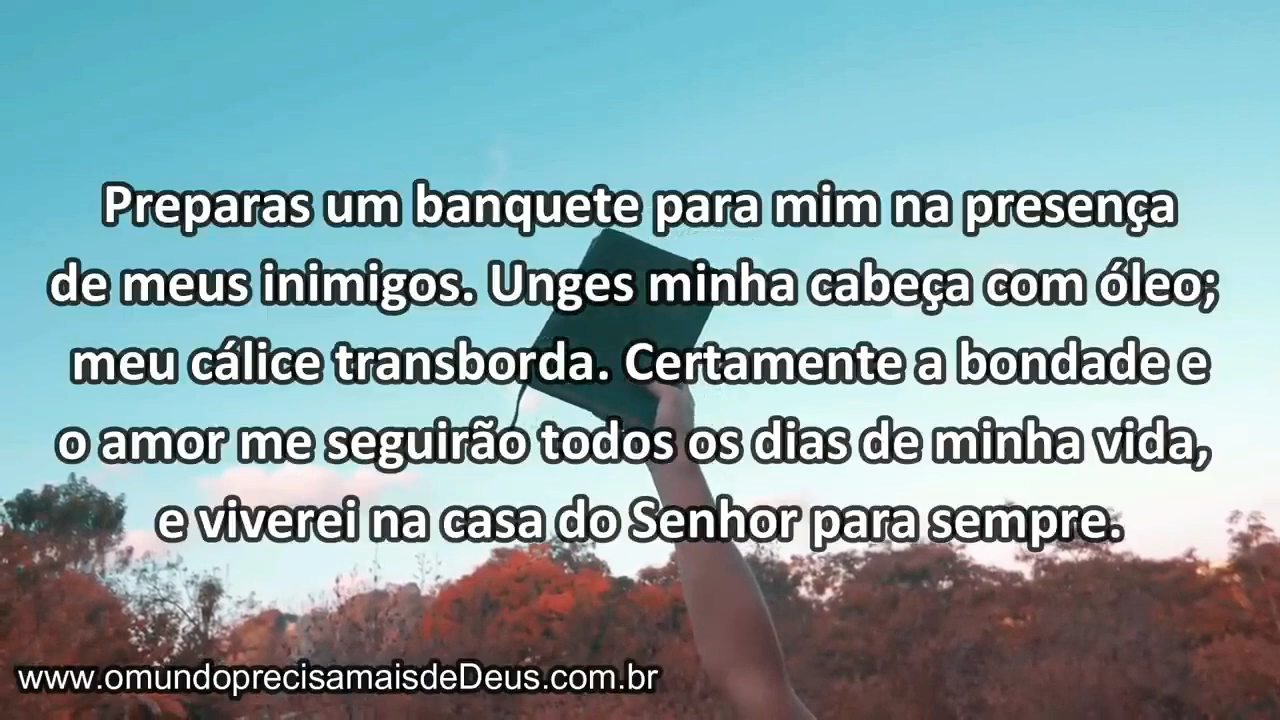 Preparas um banquete para mim na presença
de meus inimigos. Unges minha cabeça com óleo;
meu cálice transborda. Certamente a bondade e
o amor me seguirão todos os dias de minha vida,
e viverei na casa do Senhor para sempre.
www.omundoprecisamaisdeDeus.com.br